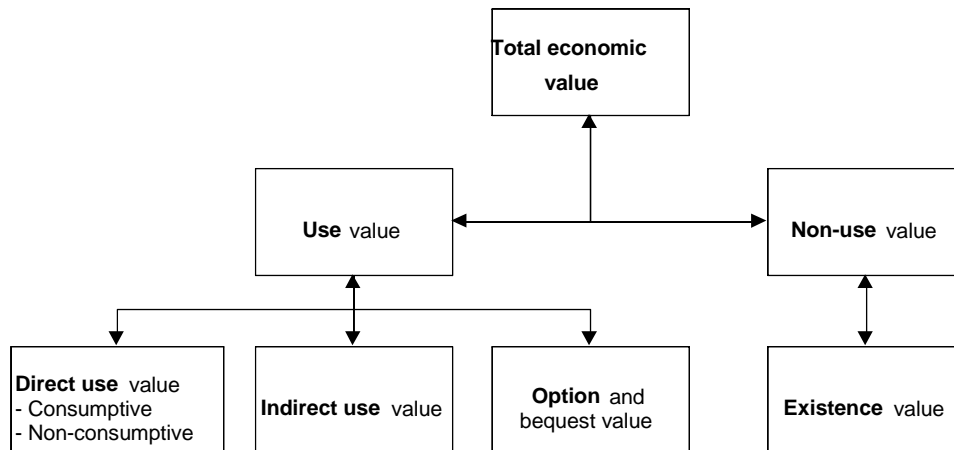 Total economic
value
Use value
Non-use value
Direct use value
- Consumptive
- Non-consumptive
Indirect use value
Option and
bequest value
Existence value